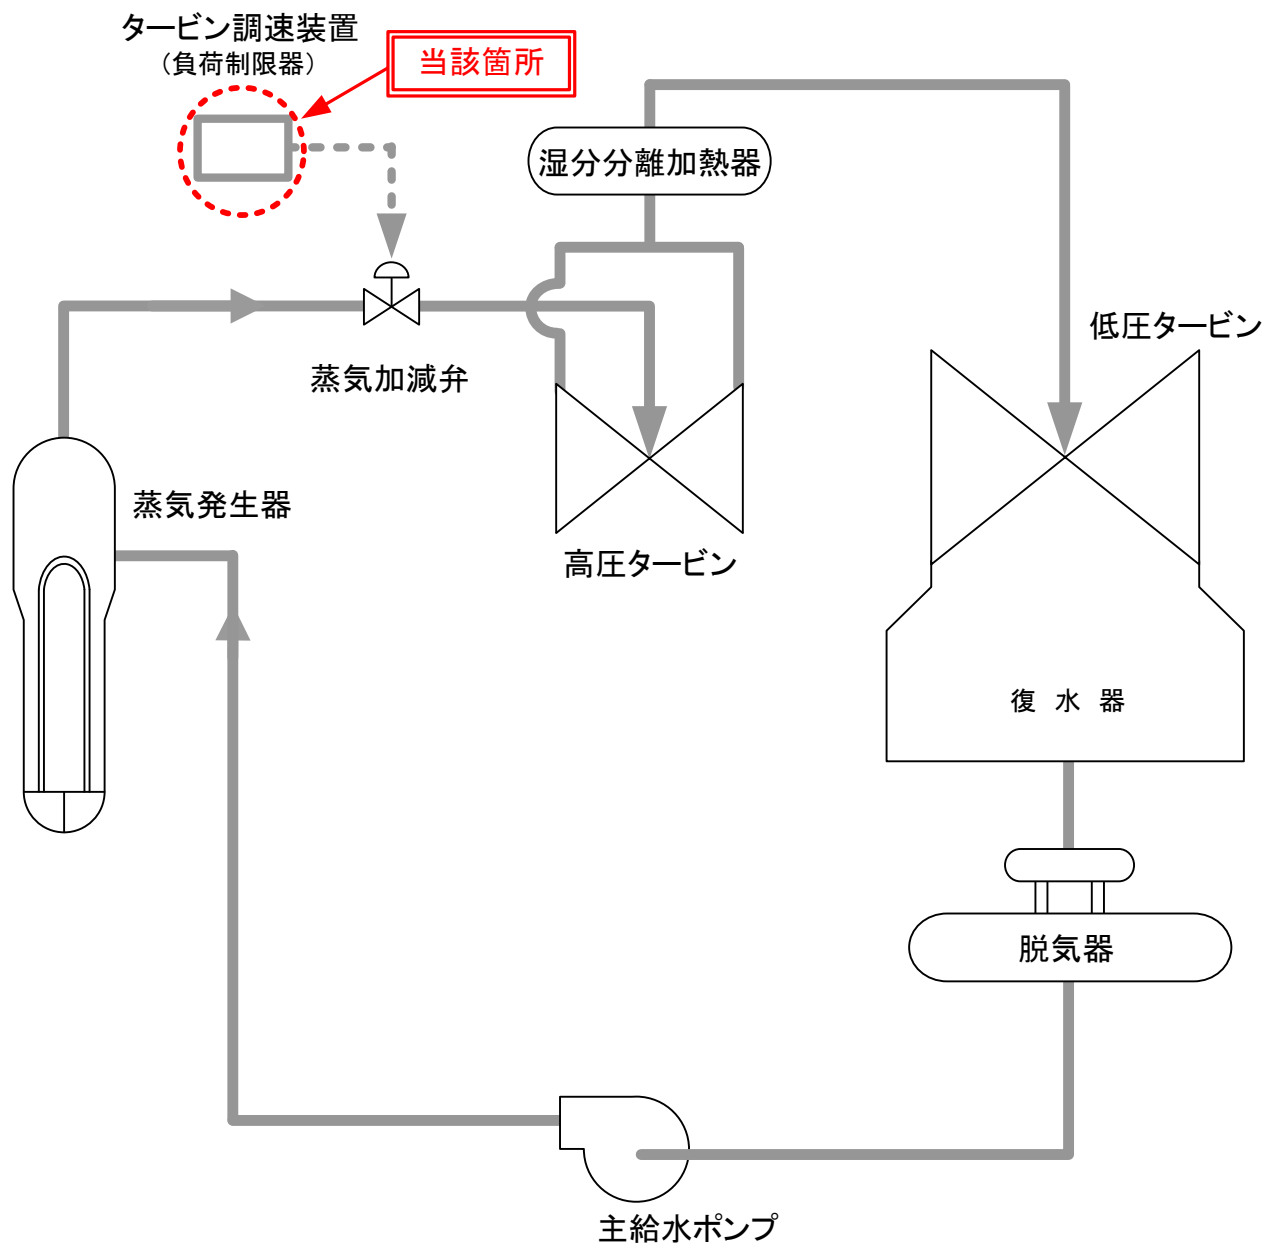 タービン調速装置
（負荷制限器）
当該箇所
湿分分離加熱器
低圧タービン
蒸気加減弁
蒸気発生器
高圧タービン
復 水 器
脱気器
主給水ポンプ